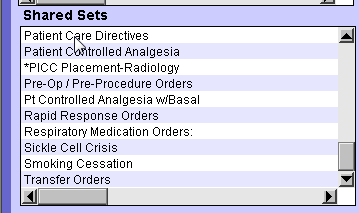 Shared Sets
Patient Care Directives
Patient Controlled Analgesia
*PICC Placement-Radiology
Pre-Op / Pre-Procedure Orders
Pt Controlled Analgesia w/Basal
Rapid Response Orders
Respiratory Medication Orders:
Sickle Cell Crisis
Smoking Cessation
Transfer Orders